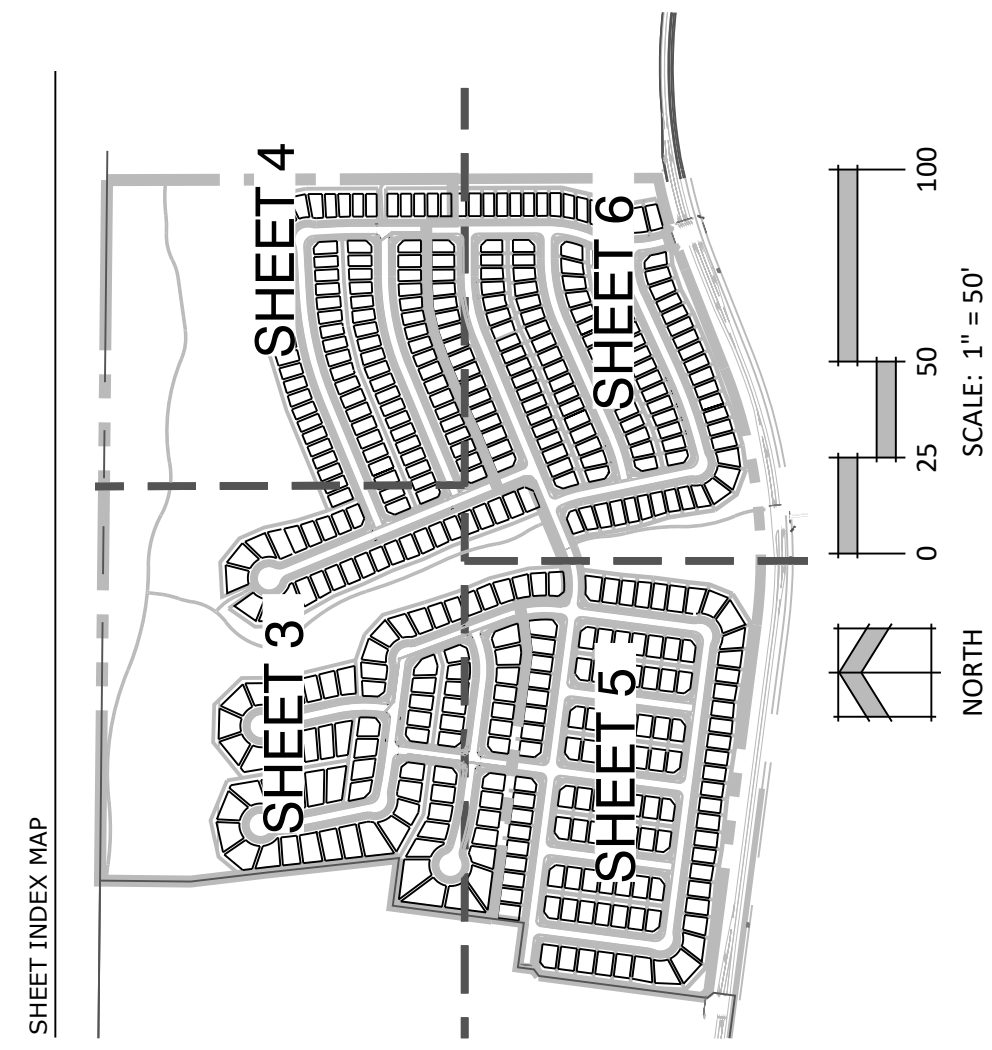 SHEET INDEX MAP
SHEET 3
SHEET 4
SHEET 5
SHEET 6
NORTH
0
25
50
100
SCALE: 1" = 50'